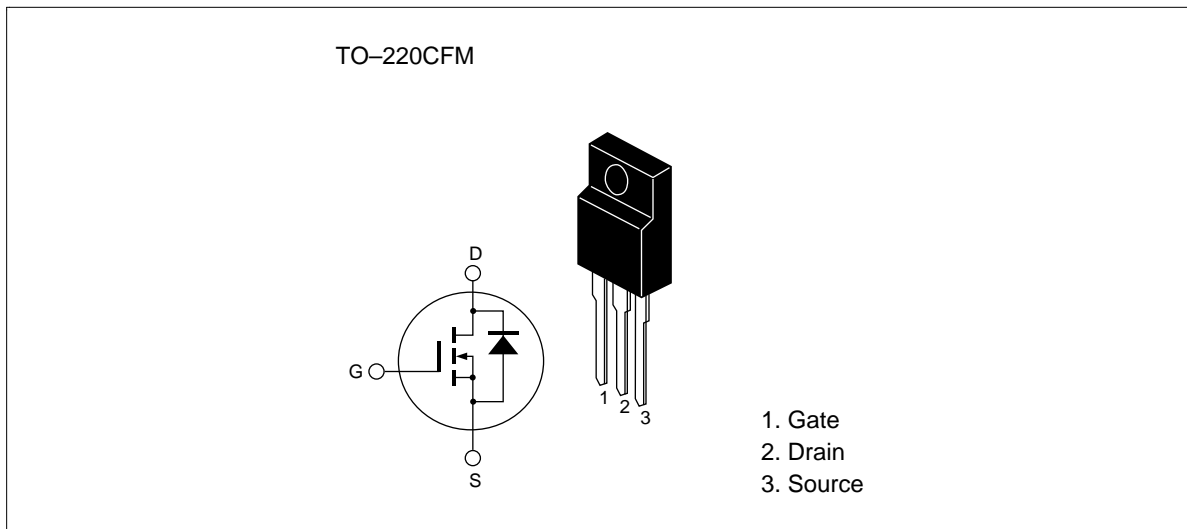 TO–220CFM
D
G
S
1
2
3
1. Gate
2. Drain
3. Source